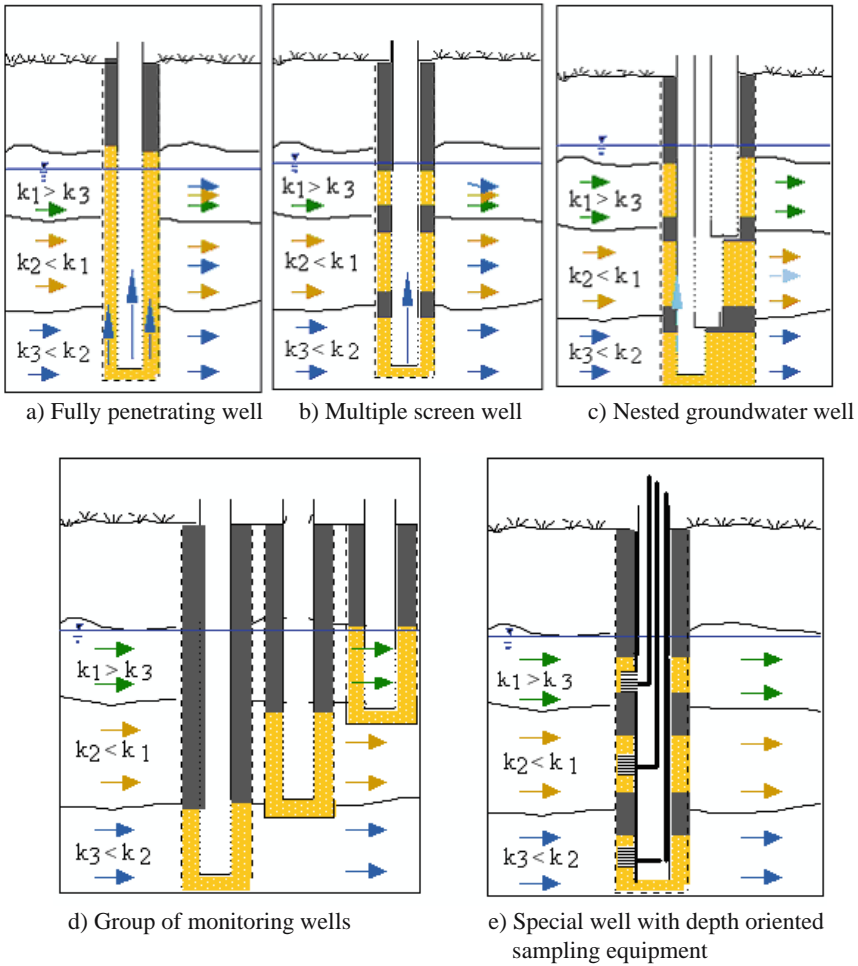 k1> k3
k2 < k1
k3< k2
a) Fully penetrating well
k1> k3
k2 < k1
k3< k2
b) Multiple screen well
k1> k3
k2 < k1
k3< k2
c) Nested groundwater well
k1> k3
k2 < k1
k3< k2
d) Group of monitoring wells
k1> k3
k2 < k1
k3< k2
e) Special well with depth oriented
sampling equipment